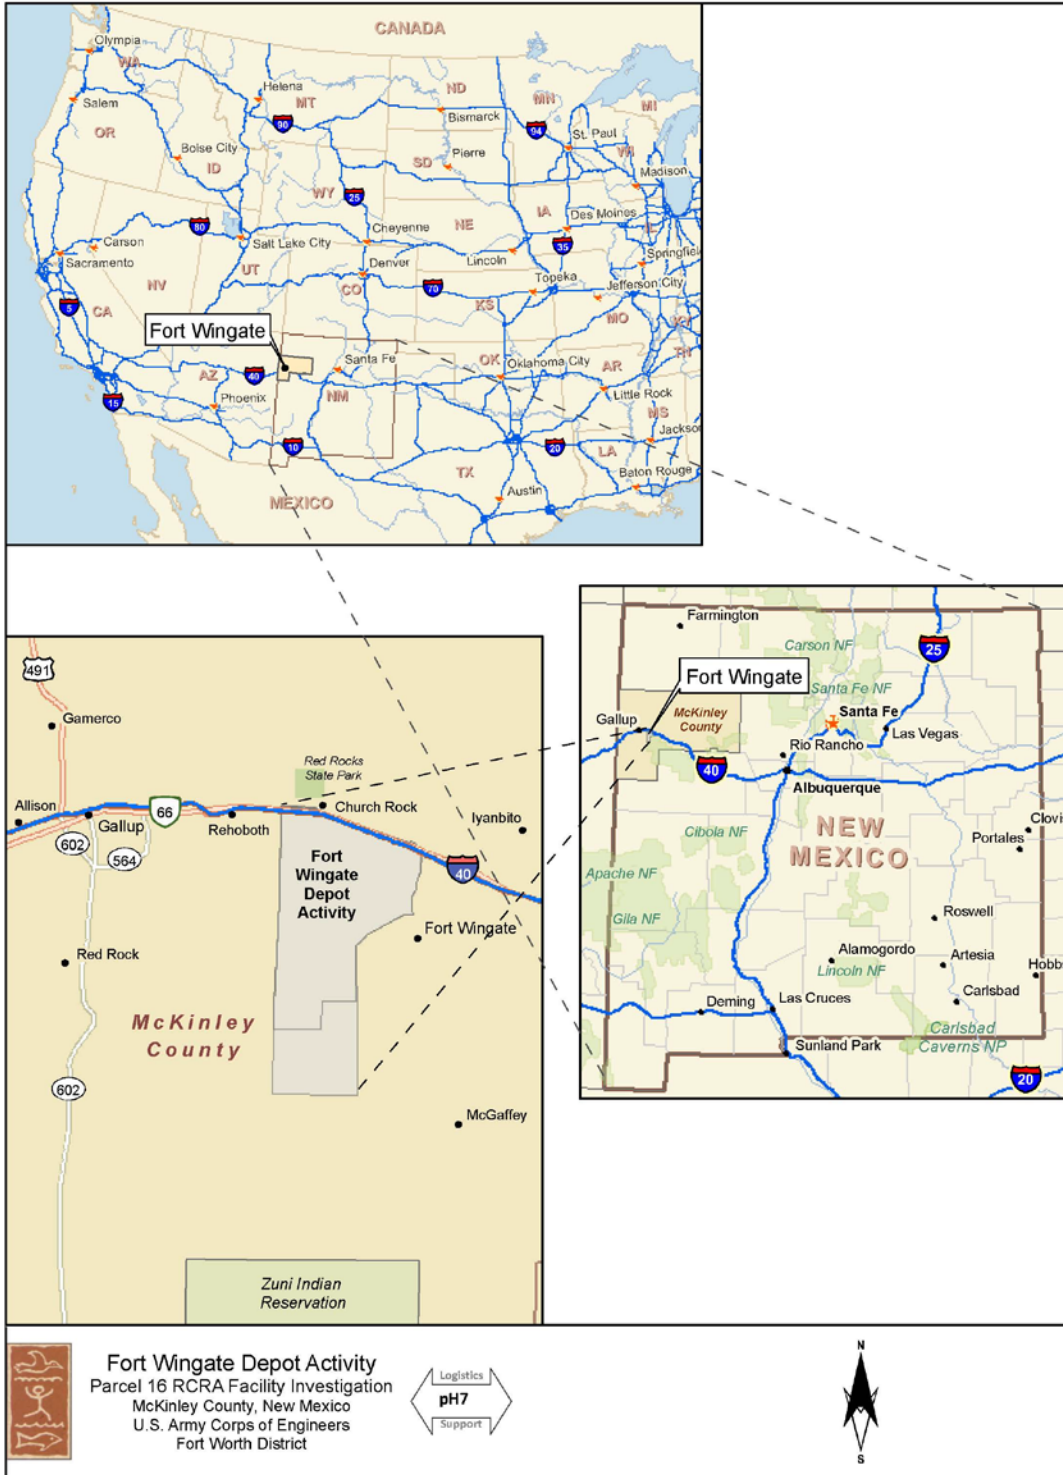 CANADA
Olympia
WA
Helena
MT
ND
MN
MI
Salem
90
Bismarck
94
St. Paul
OR
WI
Boise City
ID
SD
Pierre
Madison
WY
25
NE
IA
Des Moines
IL
80
Cheyenne
Carson
Salt Lake City
35
Sacramento
UT
Denver
Lincoln
Springfield
NV
CO
70
Topeka
Jefferson City
5
CA
KS
MO
KY
Fort Wingate
TN
Santa Fe
OK
Oklahoma City
AR
AZ
40
NM
Little Rock
15
Phoenix
MS
Jackso
10
20
LA
TX
Baton Rouge
Austin
MEXICO
Farmington
Carson NF
25
Fort Wingate
Santa Fe NF
Gallup
McKinley
County
Santa Fe
Las Vegas
Rio Rancho
40
Albuquerque
NEW
MEXICO
Cibola NF
Clovi
Portales
Apache NF
Gila NF
Roswell
Alamogordo
Artesia
Lincoln NF
Hobb
Carlsbad
Deming
Las Cruces
Carlsbad
Caverns NP
Sunland Park
20
491
Gamerco
Red Rocks
State Park
Allison
66
Church Rock
Gallup
Rehoboth
Iyanbito
602
564
Fort
Wingate
Depot
Activity
40
Fort Wingate
Red Rock
McKinley
County
602
McGaffey
Zuni Indian
Reservation
Fort Wingate Depot Activity
Parcel 16 RCRA Facility Investigation
McKinley County, New Mexico
U.S. Army Corps of Engineers
Fort Worth District
Logistics
pH7
Support
N
S